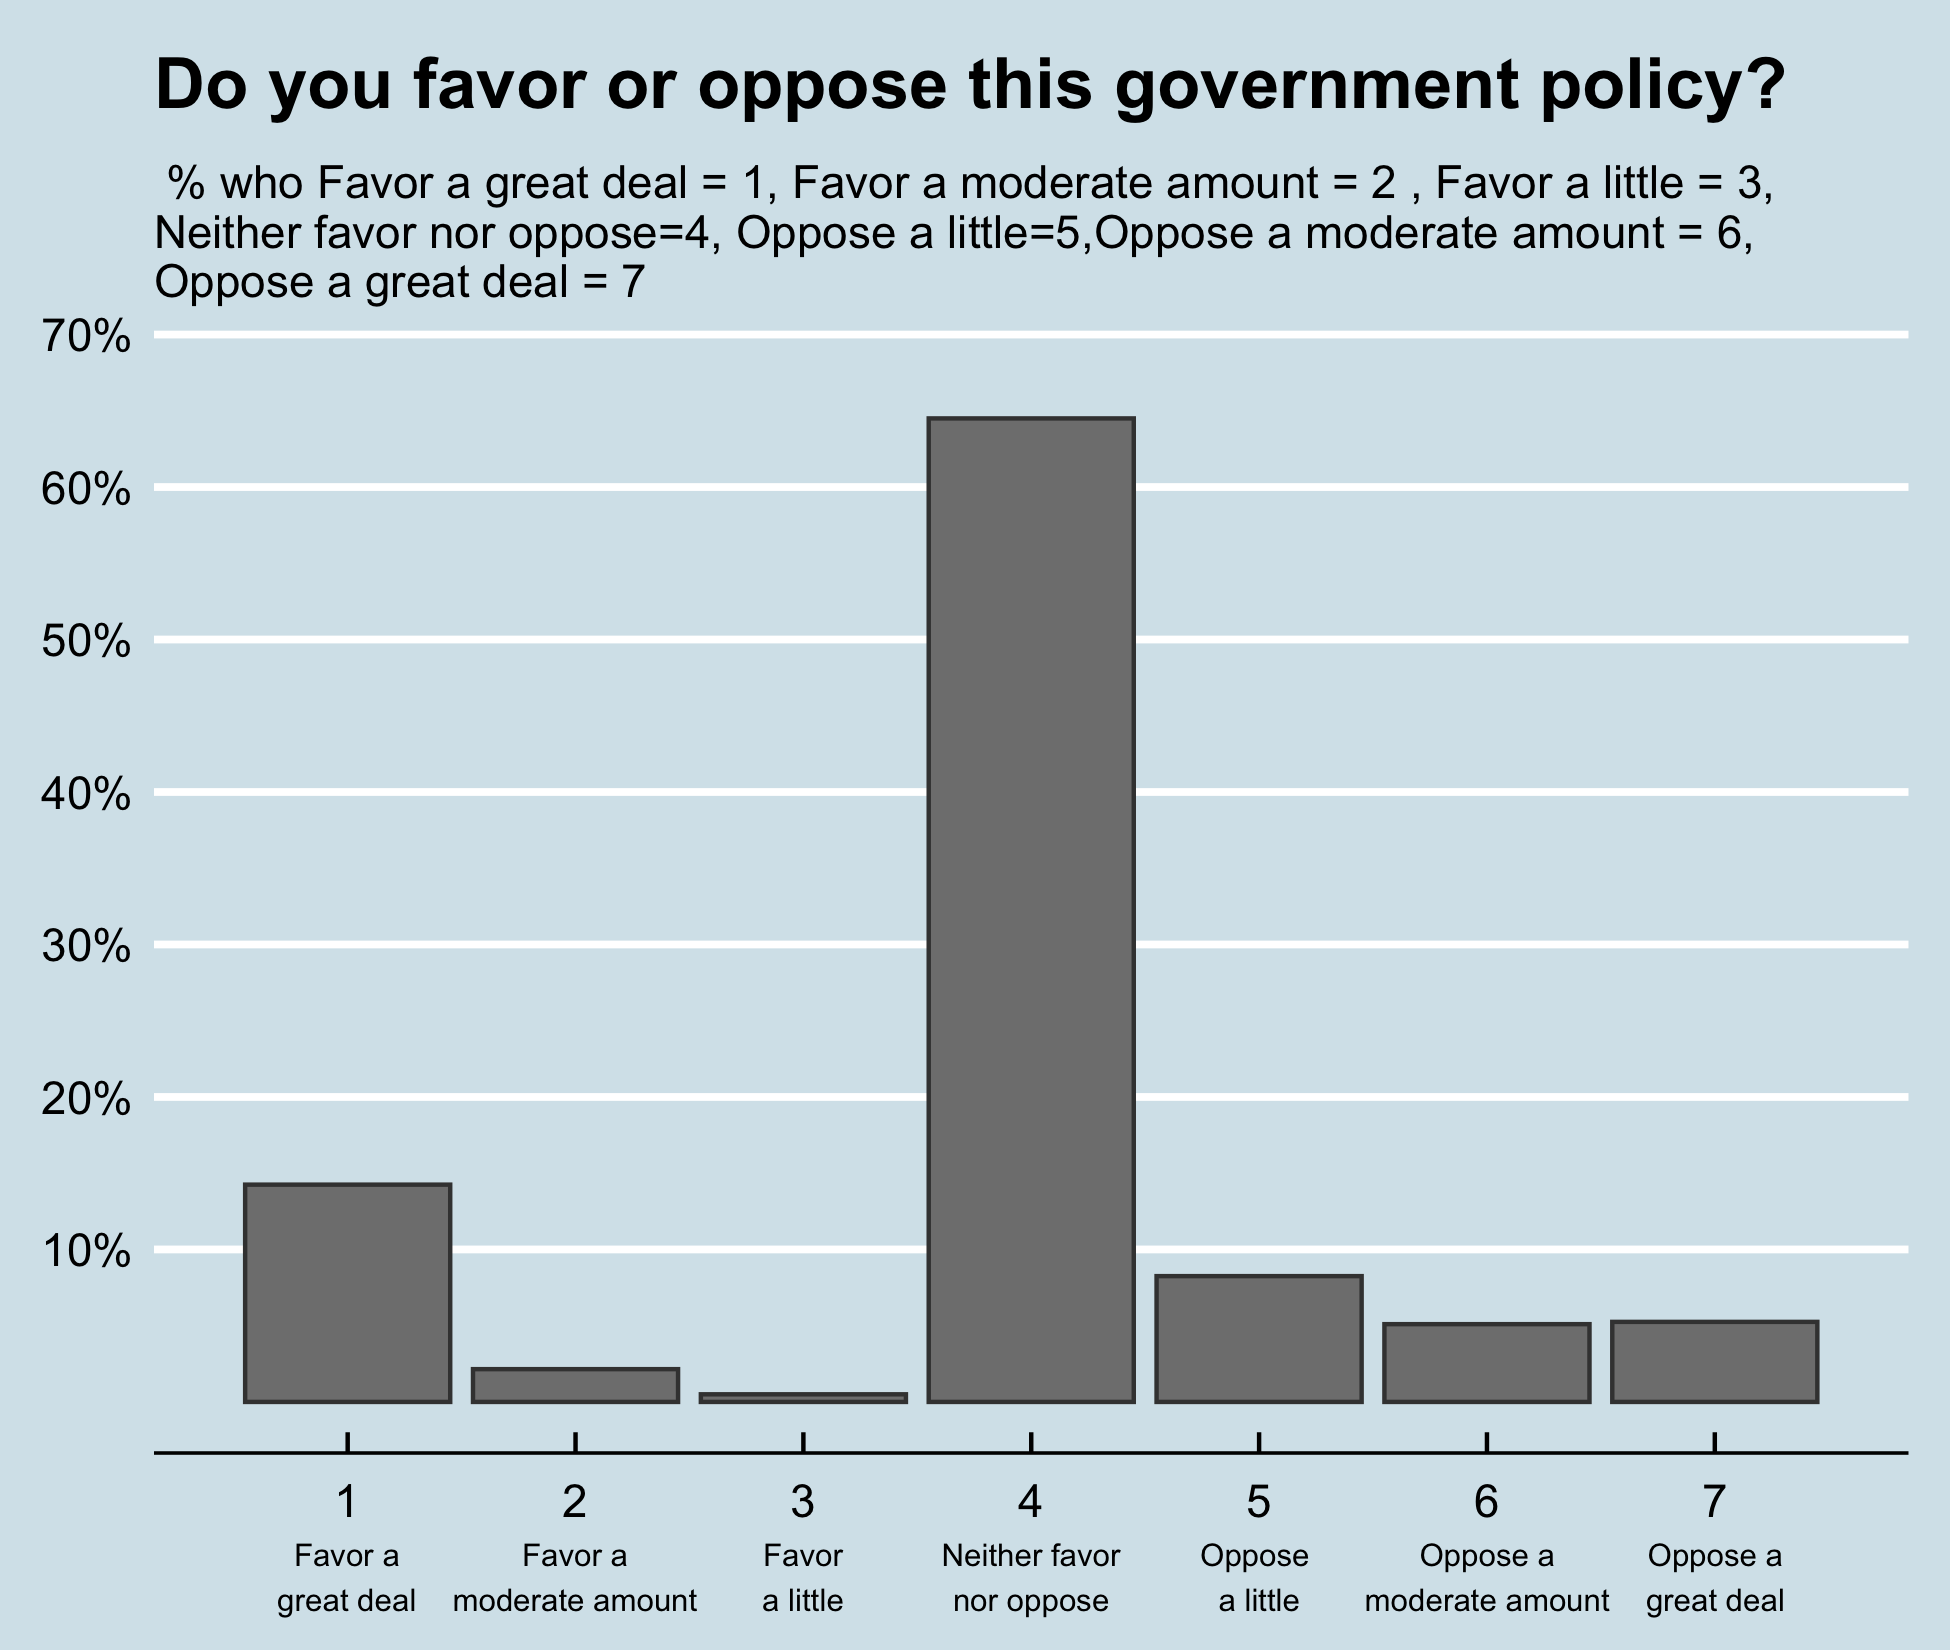 Do you favor or oppose this government policy?
% who Favor a great deal = 1, Favor a moderate amount = 2 , Favor a little = 3,
Neither favor nor oppose=4, Oppose a little=5,Oppose a moderate amount = 6,
Oppose a great deal = 7
70%
60%
50%
40%
30%
20%
10%
1 2 3 4 5 6 7
Favor a Favor a Favor Neither favor Oppose Oppose a Oppose a
great deal moderate amount a little nor oppose a little moderate amount great deal